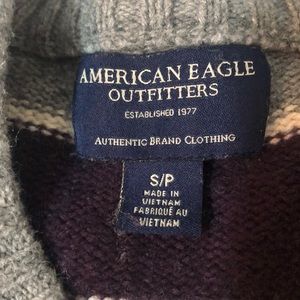 AMERICAN EAGLE
OUTFITTERS
ESTABLISHED 1977
AUTHENTIC BRAND CLOTHING
S/P
MADE IN
VIETNAM
FABRIQUÉ AU
VIETNAM